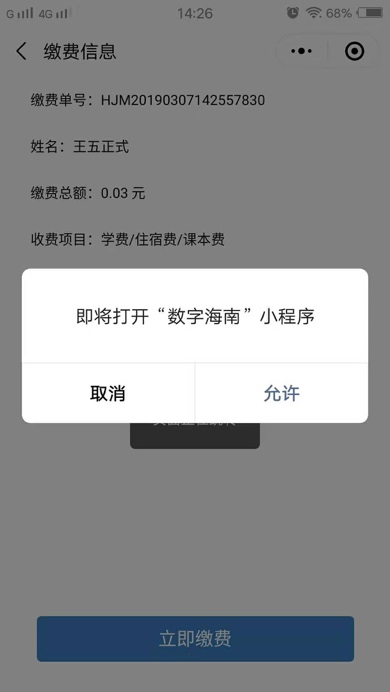 G 4G 14:26 68%
缴费信息
缴费单号：HJM20190307142557830
姓名：王五正式
缴费总额：0.03 元
收费项目：学费/住宿费/课本费
即将打开“数字海南”小程序
取消 允许
立即缴费